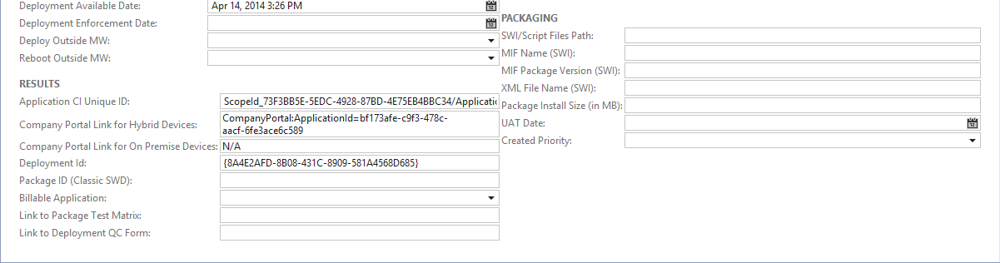 Deployment Available Date: Apr 14, 2014 3:26 PM
Deployment Enforcement Date:
Deploy Outside MW:
Reboot Outside MW:
RESULTS
Application CI Unique ID: ScopeId_73F3BB5E-5EDC-4928-87BD-4E75EB4BBC34/Applicatio
Company Portal Link for Hybrid Devices: CompanyPortal:ApplicationId=bf173afe-c9f3-478c-
aacf-6fe3ace6c589
Company Portal Link for On Premise Devices: N/A
Deployment Id: {8A4E2AFD-8B08-431C-8909-581A4568D685}
Package ID (Classic SWD):
Billable Application:
Link to Package Test Matrix:
Link to Deployment QC Form:
PACKAGING
SWI/Script Files Path:
MIF Name (SWI):
MIF Package Version (SWI):
XML File Name (SWI):
Package Install Size (in MB):
UAT Date:
Created Priority: